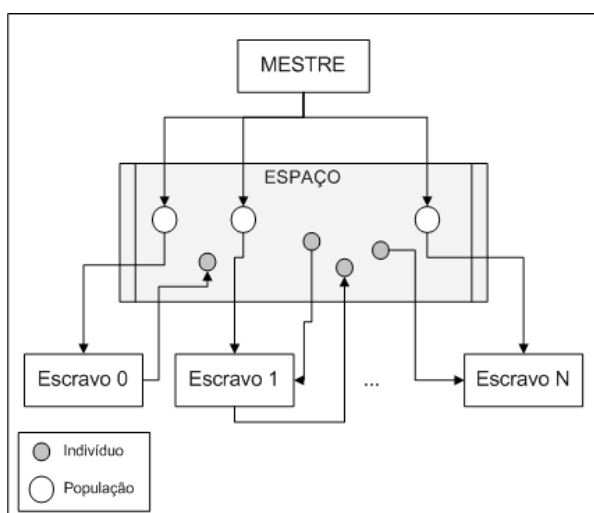 MESTRE
ESPAÇO
Escravo 0
Escravo 1
...
Escravo N
Indivíduo
População